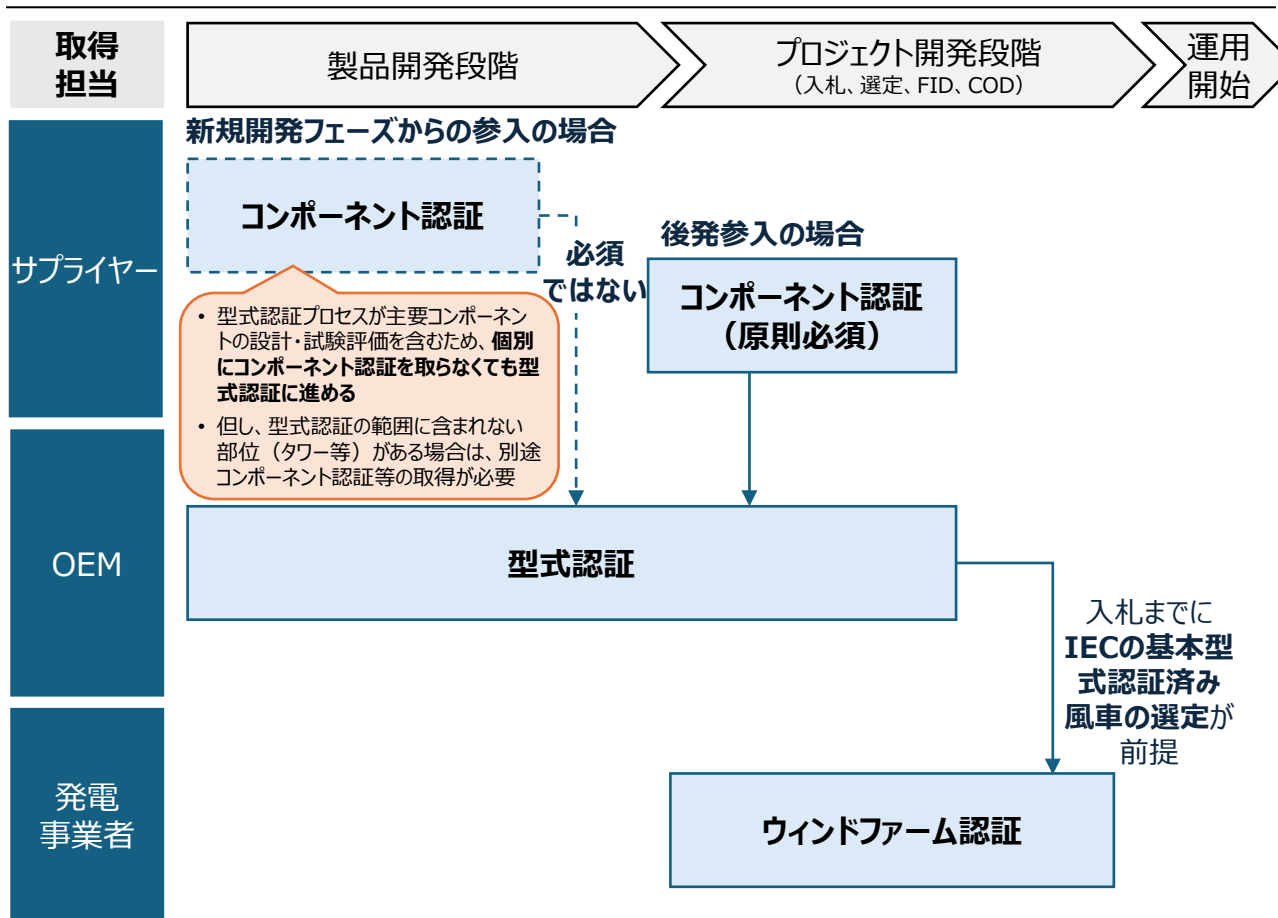 取得
担当
製品開発段階
プロジェクト開発段階
（入札、選定、FID、COD）
運用
開始
新規開発フェーズからの参入の場合
サプライヤー
コンポーネント認証
必須
ではない
後発参入の場合
コンポーネント認証
（原則必須）
• 型式認証プロセスが主要コンポーネン
トの設計・試験評価を含むため、個別
にコンポーネント認証を取らなくても型
式認証に進める
• 但し、型式認証の範囲に含まれない
部位（タワー等）がある場合は、別途
コンポーネント認証等の取得が必要
OEM
型式認証
入札までに
IECの基本型
式認証済み
風車の選定が
前提
発電
事業者
ウィンドファーム認証